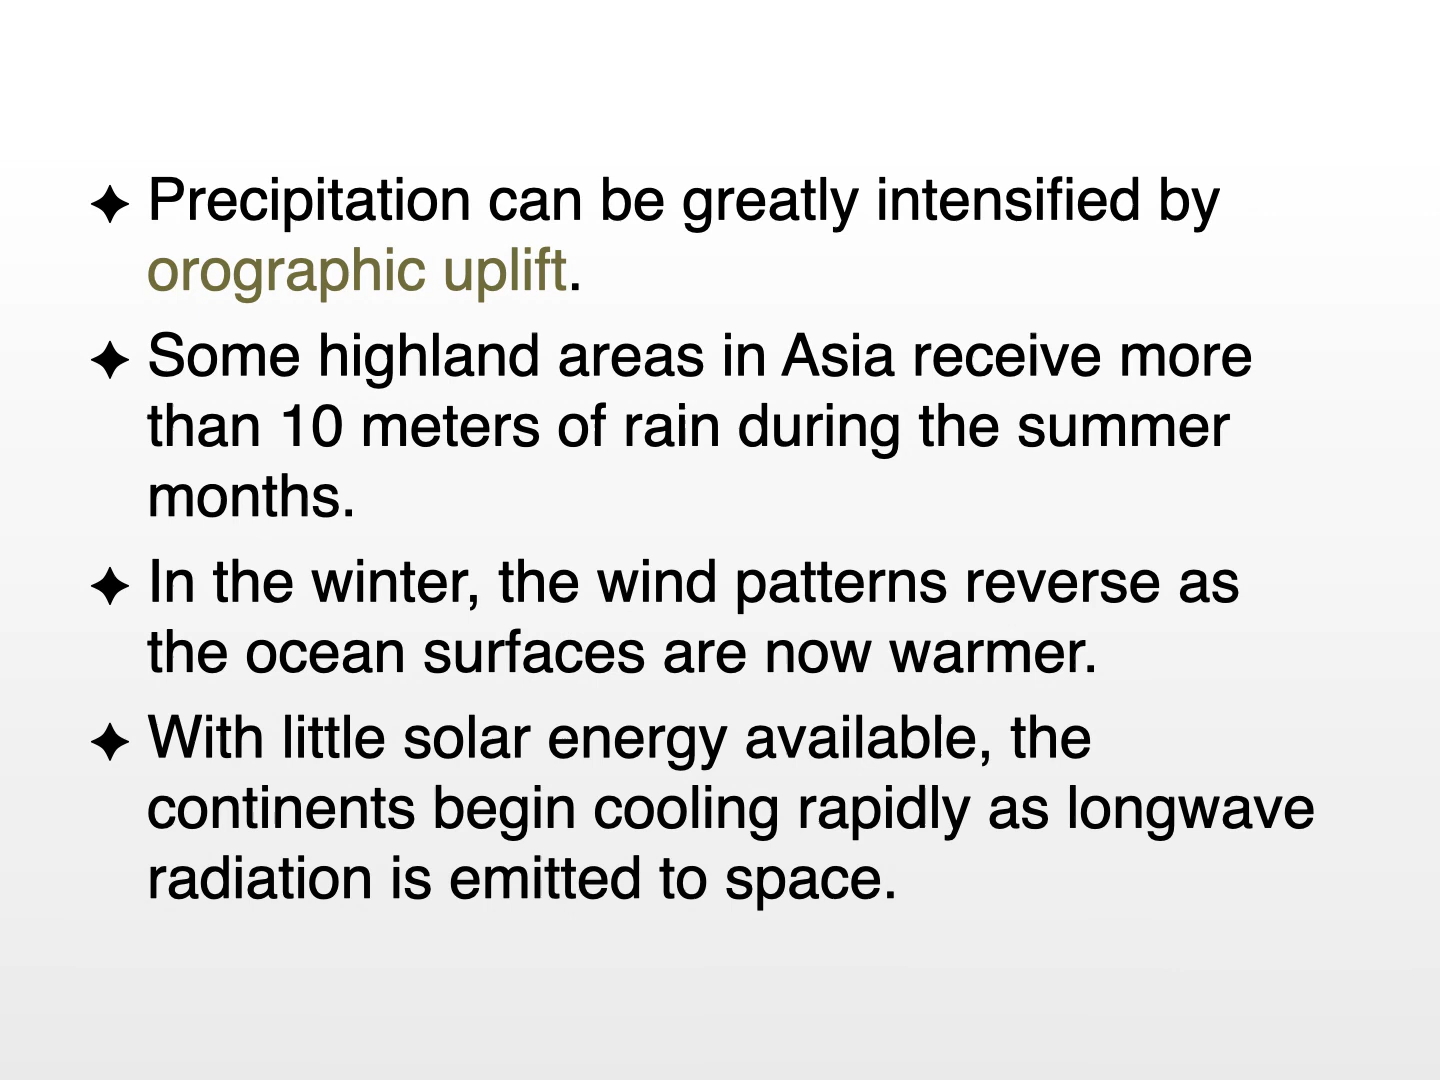 ✦ Precipitation can be greatly intensified by
orographic uplift.
✦ Some highland areas in Asia receive more
than 10 meters of rain during the summer
months.
✦ In the winter, the wind patterns reverse as
the ocean surfaces are now warmer.
✦ With little solar energy available, the
continents begin cooling rapidly as longwave
radiation is emitted to space.